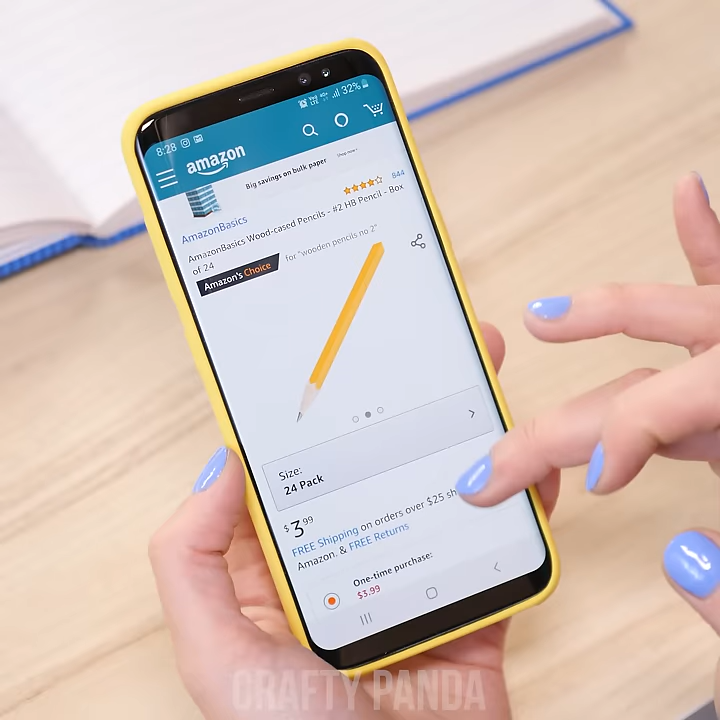 8:28 32%
amazon
Big savings on bulk paper Shop now ›
844
AmazonBasics
AmazonBasics Wood-cased Pencils - #2 HB Pencil - Box
of 24
Amazon's Choice for "wooden pencils no 2"
Size:
24 Pack
$3 99
FREE Shipping on orders over $25 sh
Amazon. & FREE Returns
One-time purchase:
$3.99
CRAFTY PANDA